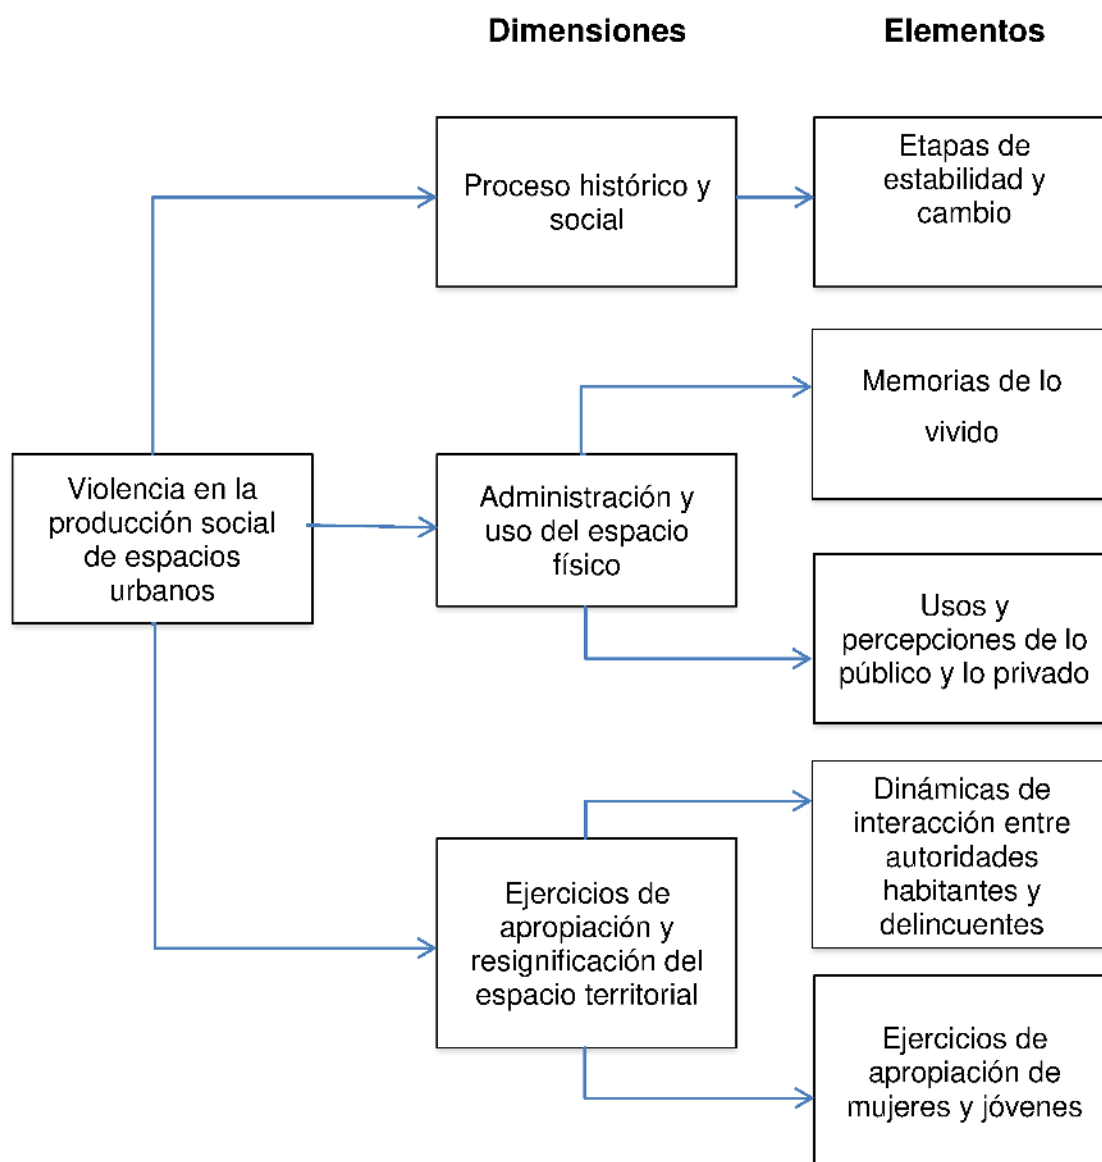 Dimensiones
Elementos
Proceso histórico y
social
Etapas de
estabilidad y
cambio
Memorias de lo
vivido
Violencia en la
producción social
de espacios
urbanos
Administración y
uso del espacio
físico
Usos y
percepciones de lo
público y lo privado
Dinámicas de
interacción entre
autoridades
habitantes y
delincuentes
Ejercicios de
apropiación y
resignificación del
espacio territorial
Ejercicios de
apropiación de
mujeres y jóvenes